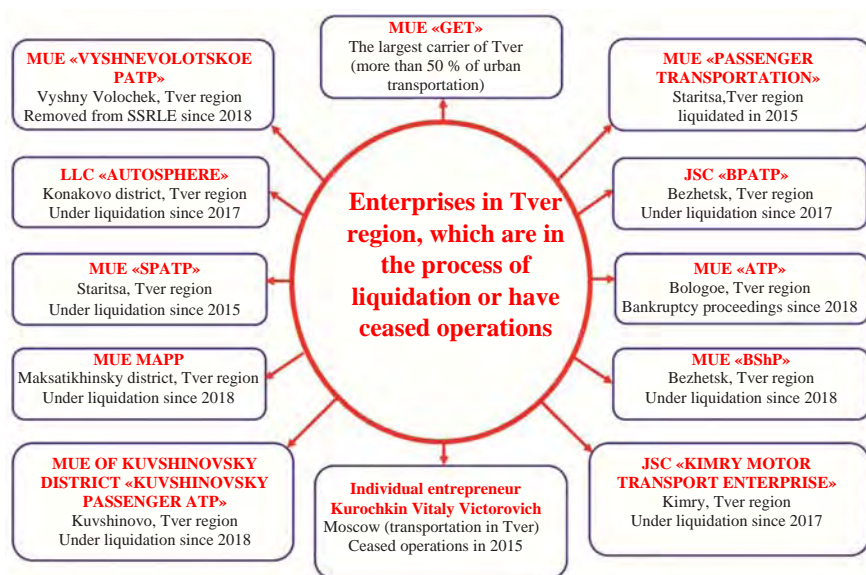 MUE «GET»
The largest carrier of Tver
(more than 50 % of urban
transportation)
MUE «VYSHNEVOLOTSKOE
PATP»
Vyshny Volochek, Tver region
Removed from SSRLE since 2018
MUE «PASSENGER
TRANSPORTATION»
Staritsa,Tver region
liquidated in 2015
LLC «AUTOSPHERE»
Konakovo district, Tver region
Under liquidation since 2017
JSC «BPATP»
Bezhetsk, Tver region
Under liquidation since 2017
Enterprises in Tver
region, which are in
the process of
liquidation or have
ceased operations
MUE «SPATP»
Staritsa, Tver region
Under liquidation since 2015
MUE «ATP»
Bologoe, Tver region
Bankruptcy proceedings since 2018
MUE MAPP
Maksatikhinsky district, Tver region
Under liquidation since 2018
MUE «BShP»
Bezhetsk, Tver region
Under liquidation since 2018
MUE OF KUVSHINOVSKY
DISTRICT «KUVSHINOVSKY
PASSENGER ATP»
Kuvshinovo, Tver region
Under liquidation since 2018
Individual entrepreneur
Kurochkin Vitaly Victorovich
Moscow (transportation in Tver)
Ceased operations in 2015
JSC «KIMRY MOTOR
TRANSPORT ENTERPRISE»
Kimry, Tver region
Under liquidation since 2017